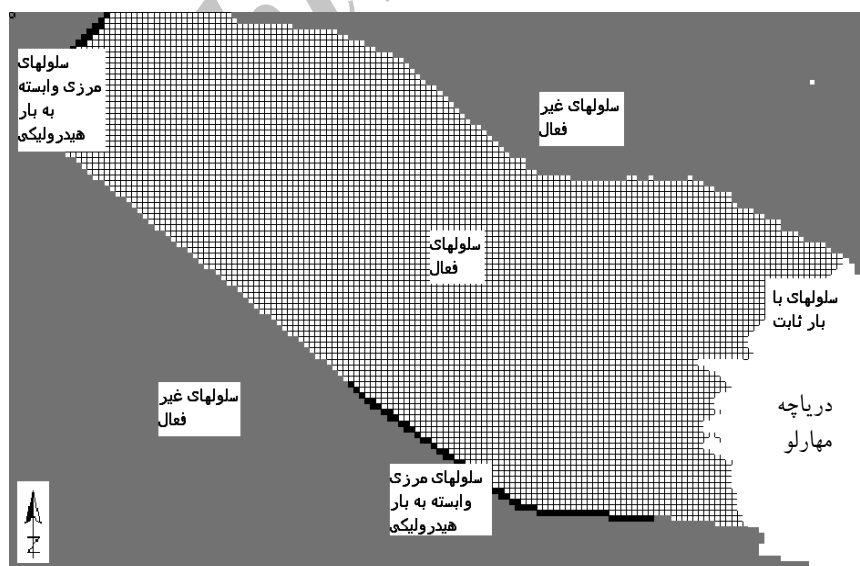 سلولهای
مرزی وابسته
به بار
هیدرولیکی
سلولهای غیر
فعال
سلولهای
فعال
سلولهای با
بار ثابت
سلولهای غیر
فعال
دریاچه
مهارلو
سلولهای مرزی
وابسته به بار
هیدرولیکی
N